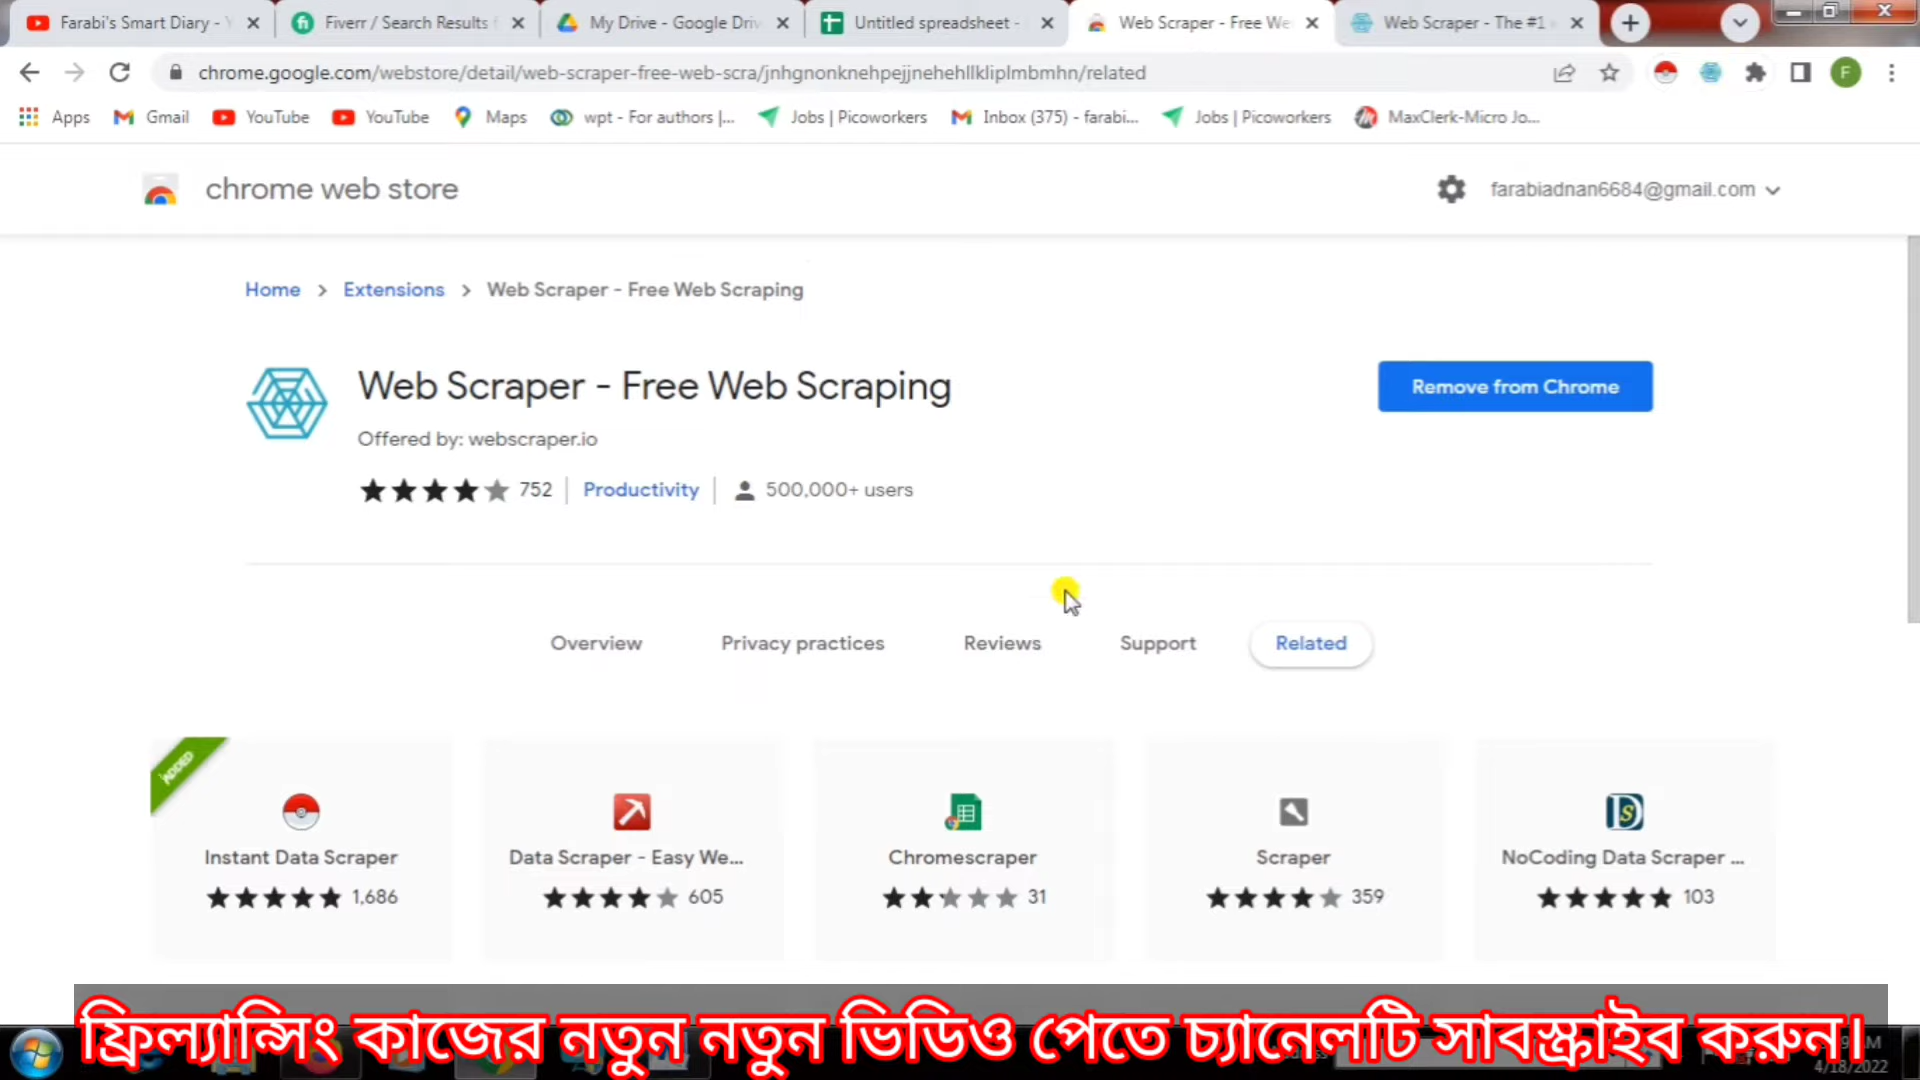 Farabi's Smart Diary - Y
Fiverr / Search Results
My Drive - Google Driv
Untitled spreadsheet -
Web Scraper - Free We
Web Scraper - The #1
chrome.google.com/webstore/detail/web-scraper-free-web-scra/jnhgnonknehpejjnehehllkliplmbmhn/related
F
Apps
Gmail
YouTube
YouTube
Maps
wpt - For authors |...
Jobs | Picoworkers
Inbox (375) - farabi...
Jobs | Picoworkers
MaxClerk-Micro Jo...
chrome web store
farabiadnan6684@gmail.com
Home > Extensions > Web Scraper - Free Web Scraping
Web Scraper - Free Web Scraping
Remove from Chrome
Offered by: webscraper.io
752 | Productivity | 500,000+ users
Overview
Privacy practices
Reviews
Support
Related
ADDED
Instant Data Scraper
Data Scraper - Easy We...
Chromescraper
Scraper
NoCoding Data Scraper ...
1,686
605
31
359
103
ফ্রিল্যান্সিং কাজের নতুন নতুন ভিডিও পেতে চ্যানেলটি সাবস্ক্রাইব করুন।
4/18/2022